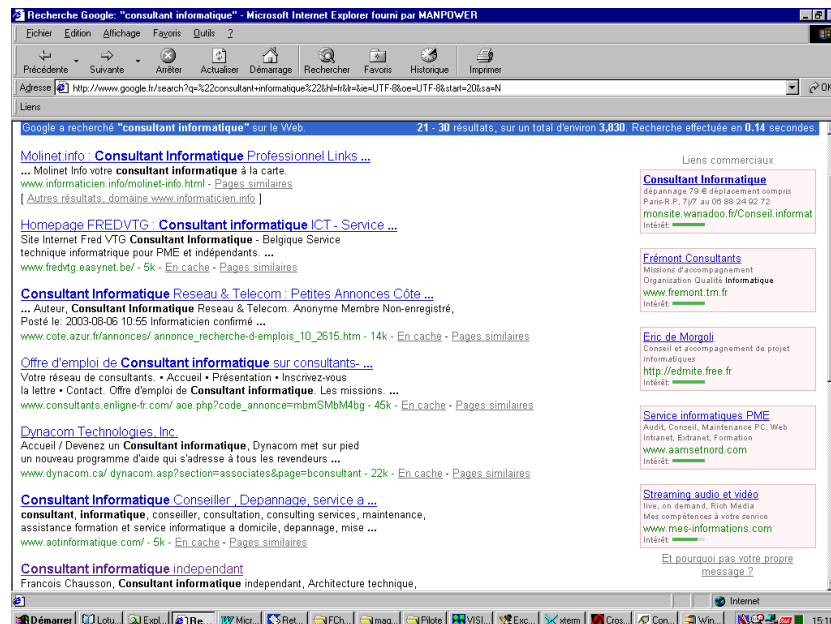 Recherche Google: "consultant informatique" - Microsoft Internet Explorer fourni par MANPOWER
Fichier Edition Affichage Favoris Outils ?
Précédente Suivante Arrêter Actualiser Démarrage Rechercher Favoris Historique Imprimer
Adresse http://www.google.fr/search?q=%22consultant+informatique%22&hl=fr&lr=&ie=UTF-8&oe=UTF-8&start=20&sa=N OK
Liens
Google a recherché "consultant informatique" sur le Web. 21 - 30 résultats, sur un total d'environ 3,830. Recherche effectuée en 0.14 secondes.
Molinet.info : Consultant Informatique Professionnel Links ...
... Molinet Info votre consultant informatique à la carte.
www.informaticien.info/molinet-info.html - Pages similaires
[ Autres résultats, domaine www.informaticien.info ]
Homepage FREDVTG : Consultant informatique ICT - Service ...
Site Internet Fred VTG Consultant Informatique - Belgique Service
technique informatrique pour PME et indépendants. ...
www.fredvtg.easynet.be/ - 5k - En cache - Pages similaires
Consultant Informatique Reseau & Telecom : Petites Annonces Côte ...
... Auteur, Consultant Informatique Reseau & Telecom. Anonyme Membre Non-enregistré,
Posté le: 2003-08-06 10:55 Informaticien confirmé ...
www.cote.azur.fr/annonces/ annonce_recherche-d-emplois_10_2615.htm - 14k - En cache - Pages similaires
Offre d'emploi de Consultant informatique sur consultants- ...
Votre réseau de consultants. • Accueil • Présentation • Inscrivez-vous
la lettre • Contact. Offre d'emploi de Consultant informatique. Les missions. ...
www.consultants.enligne-fr.com/ aoe.php?code_annonce=mbmSMbM4bg - 45k - En cache - Pages similaires
Dynacom Technologies, Inc.
Accueil / Devenez un Consultant informatique, Dynacom met sur pied
un nouveau programme d'aide qui s'adresse à tous les revendeurs ...
www.dynacom.ca/ dynacom.asp?section=associates&page=bconsultant - 22k - En cache - Pages similaires
Consultant Informatique Conseiller , Depannage, service a ...
consultant, informatique, conseiller, consultation, consulting services, maintenance,
assistance formation et service informatique a domicile, depannage, mise ...
www.aotinformatique.com/ - 5k - En cache - Pages similaires
Consultant Informatique independant
Francois Chausson, Consultant informatique independant, Architecture technique,
Liens commerciaux
Consultant Informatique
dépannage 79 € déplacement compris
Paris-R.P, 7j/7 au 06 88 24 92 72
monsite.wanadoo.fr/Conseil.informat
Intérêt:
Frémont Consultants
Missions d'accompagnement
Organisation Qualité Informatique
www.fremont.tm.fr
Intérêt:
Eric de Morgoli
Conseil et accompagnement de projet
informatiques
http://edmite.free.fr
Intérêt:
Service informatiques PME
Audit, Conseil, Maintenance PC, Web
Intranet, Extranet, Formation
www.aamsetnord.com
Intérêt:
Streaming audio et vidéo
live, on demand, Rich Media
Mes compétences à votre service
www.mes-informations.com
Intérêt:
Et pourquoi pas votre propre
message ?
Internet
Démarrer Lotu... Expl... Re... Micr... Ret... FCh... imag... Pilote VISI... Exc... xterm Cros... Con... Win... 15:1